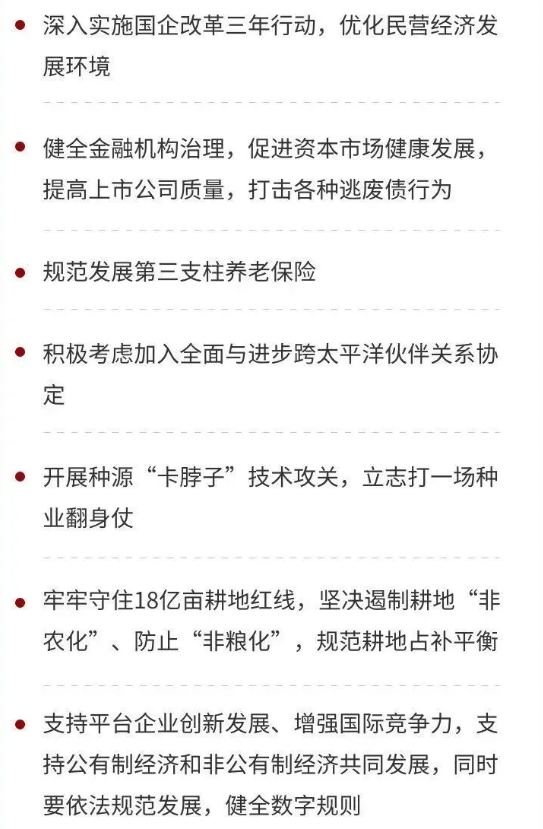 深入实施国企改革三年行动，优化民营经济发
展环境
健全金融机构治理，促进资本市场健康发展，
提高上市公司质量，打击各种逃废债行为
规范发展第三支柱养老保险
积极考虑加入全面与进步跨太平洋伙伴关系协
定
开展种源“卡脖子”技术攻关，立志打一场种
业翻身仗
牢牢守住18亿亩耕地红线，坚决遏制耕地“非
农化”、防止“非粮化”，规范耕地占补平衡
支持平台企业创新发展、增强国际竞争力，支
持公有制经济和非公有制经济共同发展，同时
要依法规范发展，健全数字规则